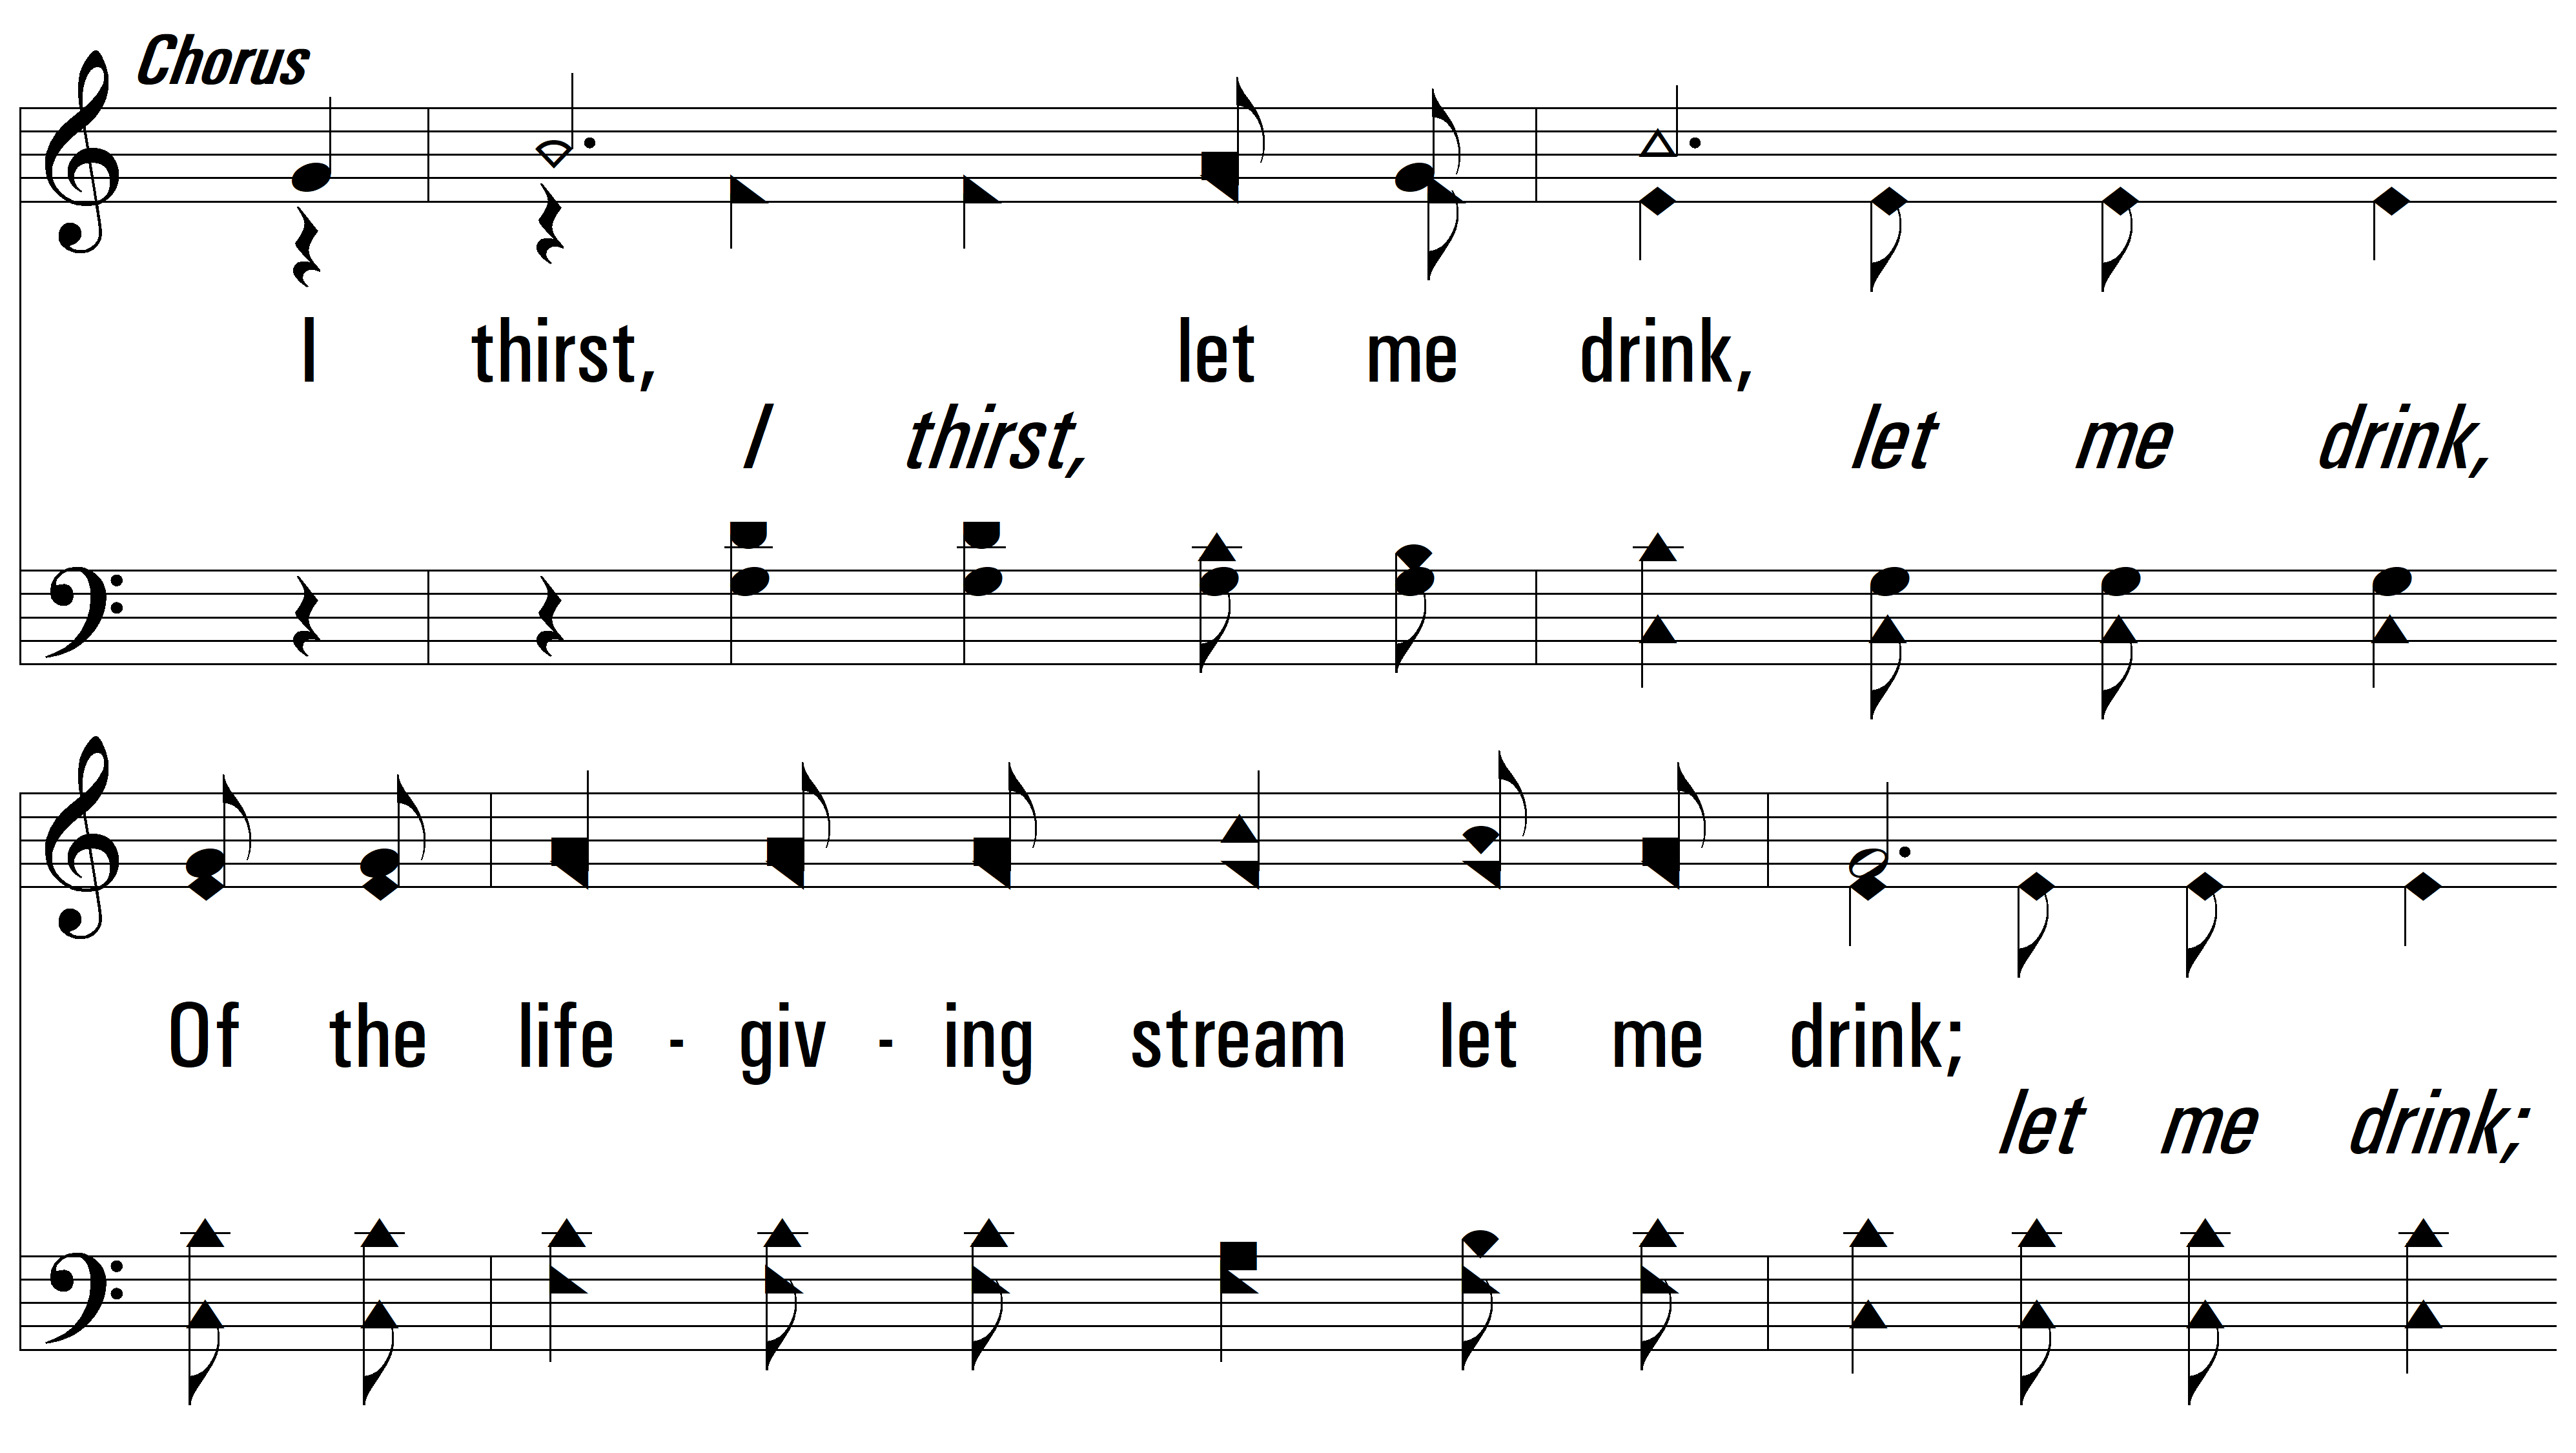 Chorus
I thirst, let me drink,
I thirst, let me drink,
Of the life - giv - ing stream let me drink;
let me drink;